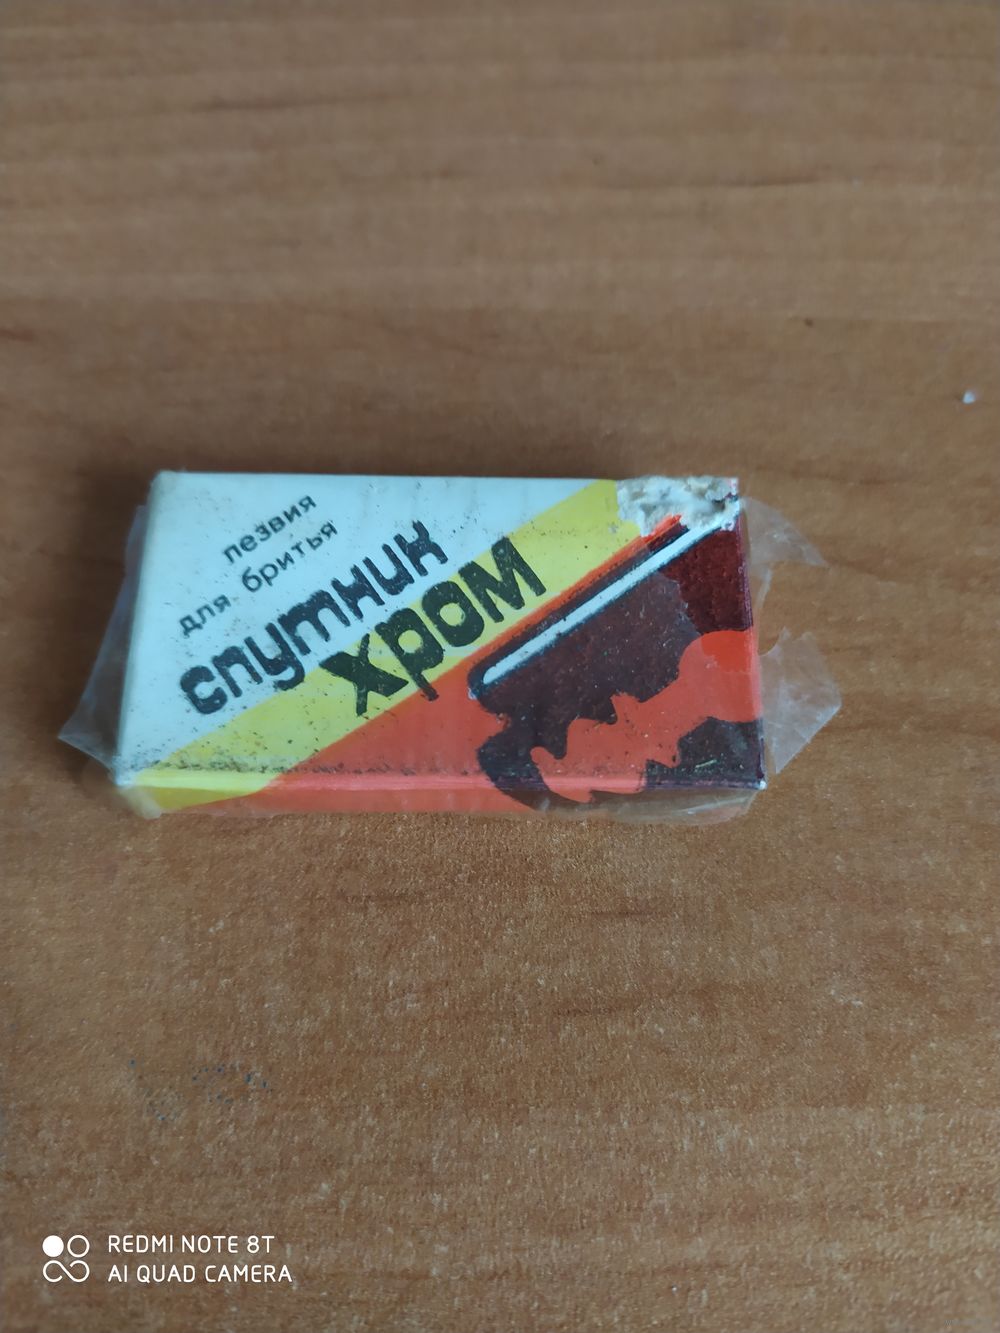 лезвия
для бритья
спутник
хром
REDMI NOTE 8T
AI QUAD CAMERA